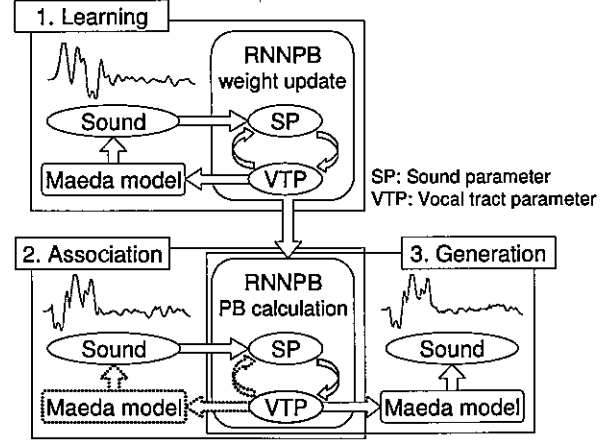 1. Learning
RNNPB
weight update
Sound
SP
Maeda model
VTP
SP: Sound parameter
VTP: Vocal tract parameter
2. Association
3. Generation
RNNPB
PB calculation
Sound
SP
Sound
Maeda model
VTP
Maeda model